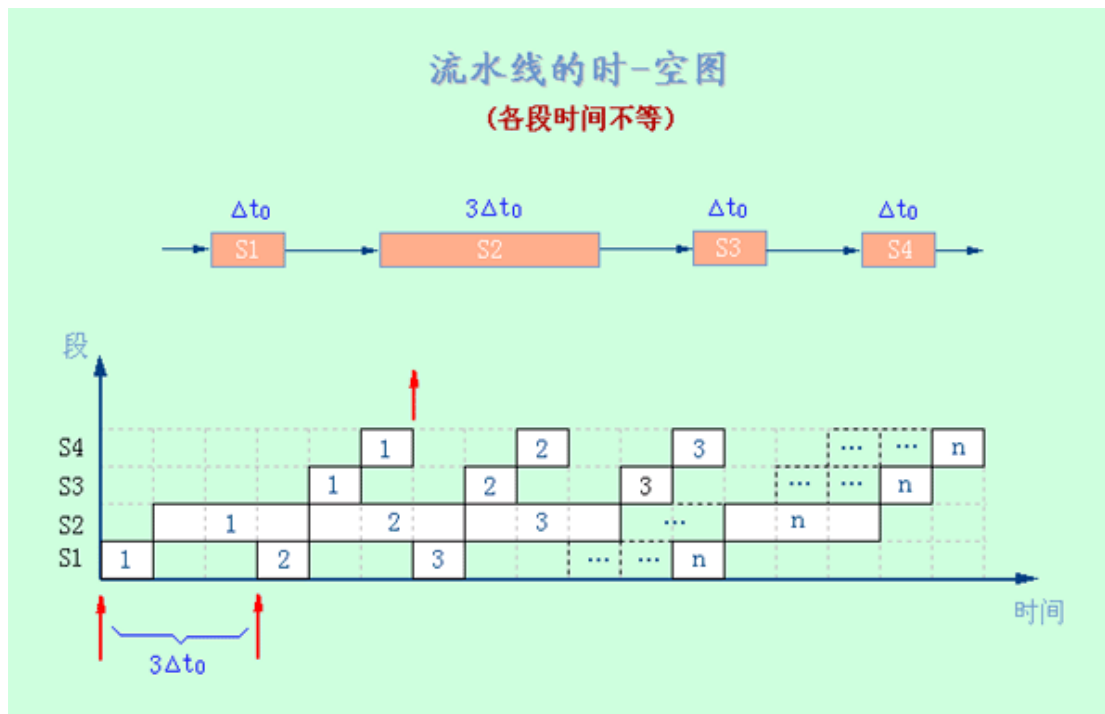 流水线的时-空图
(各段时间不等)
Δt₀ 3Δt₀ Δt₀ Δt₀
S1 S2 S3 S4
段
S4 1 2 3 … … n
S3 1 2 3 … … n
S2 1 2 3 … n
S1 1 2 3 … … n
时间
3Δt₀